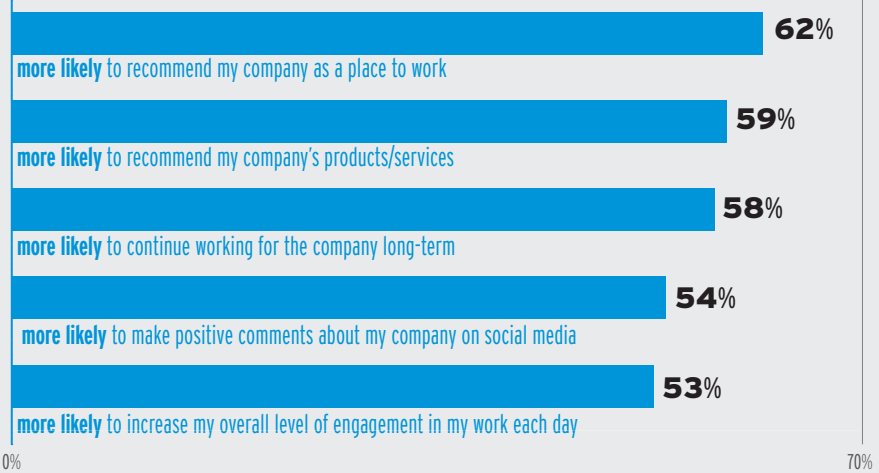 62%
more likely to recommend my company as a place to work
59%
more likely to recommend my company's products/services
58%
more likely to continue working for the company long-term
54%
more likely to make positive comments about my company on social media
53%
more likely to increase my overall level of engagement in my work each day
0% 70%